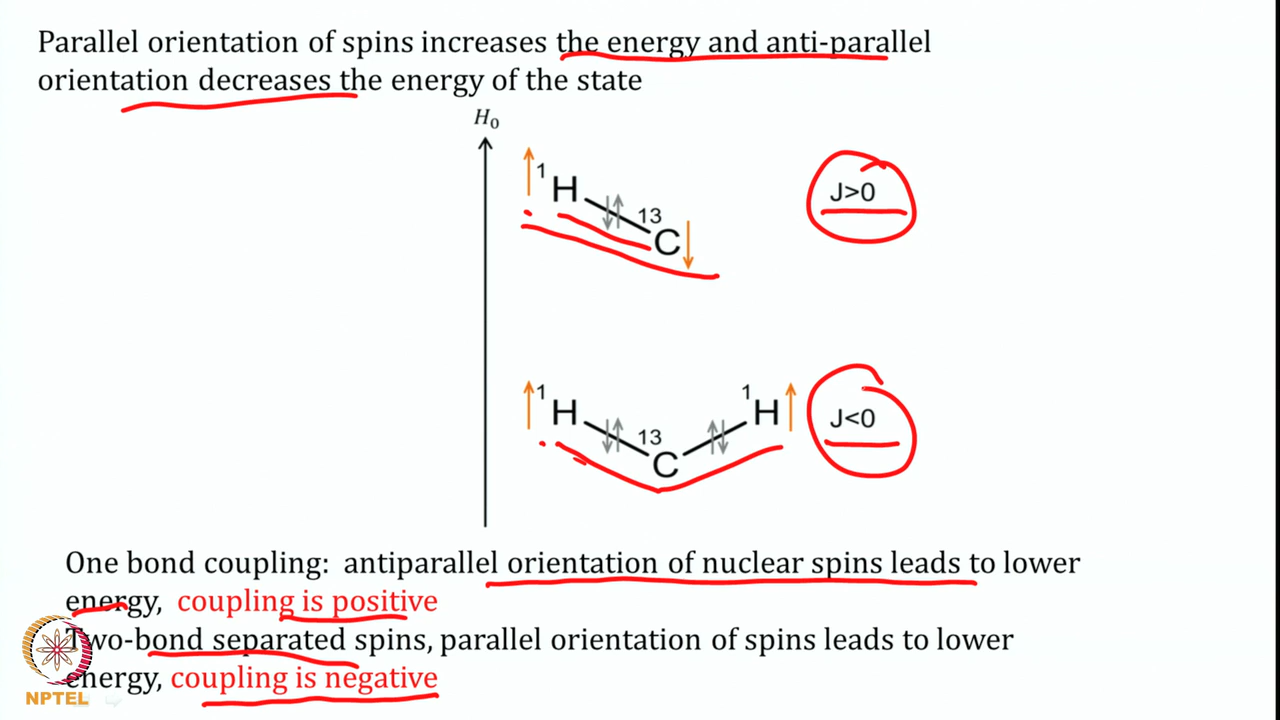 Parallel orientation of spins increases the energy and anti-parallel
orientation decreases the energy of the state
H₀
¹H
¹³C
J>0
¹H
¹H
¹³C
J<0
One bond coupling: antiparallel orientation of nuclear spins leads to lower
energy, coupling is positive
Two-bond separated spins, parallel orientation of spins leads to lower
energy, coupling is negative
NPTEL